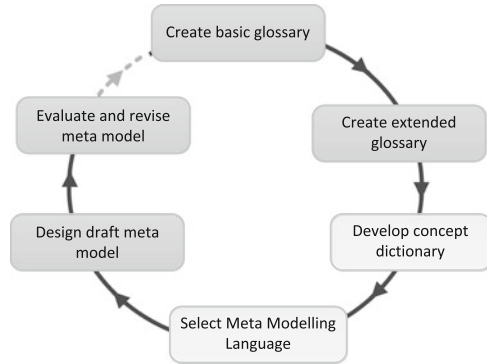 Create basic glossary
Create extended
glossary
Develop concept
dictionary
Select Meta Modelling
Language
Design draft meta
model
Evaluate and revise
meta model